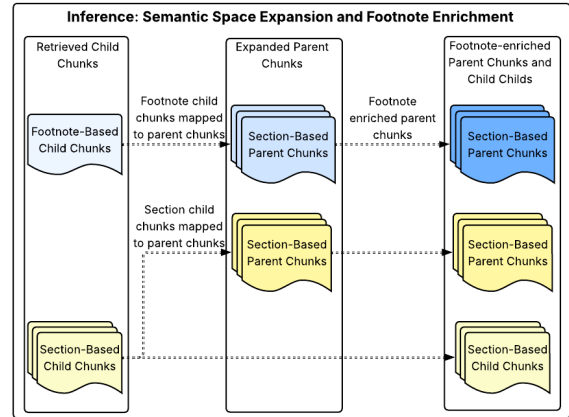 Inference: Semantic Space Expansion and Footnote Enrichment
Retrieved Child
Chunks
Expanded Parent
Chunks
Footnote-enriched
Parent Chunks and
Child Childs
Footnote child
chunks mapped
to parent chunks
Footnote
enriched parent
chunks
Footnote-Based
Child Chunks
Section-Based
Parent Chunks
Section-Based
Parent Chunks
Section child
chunks mapped
to parent chunks
Section-Based
Parent Chunks
Section-Based
Parent Chunks
Section-Based
Child Chunks
Section-Based
Child Chunks